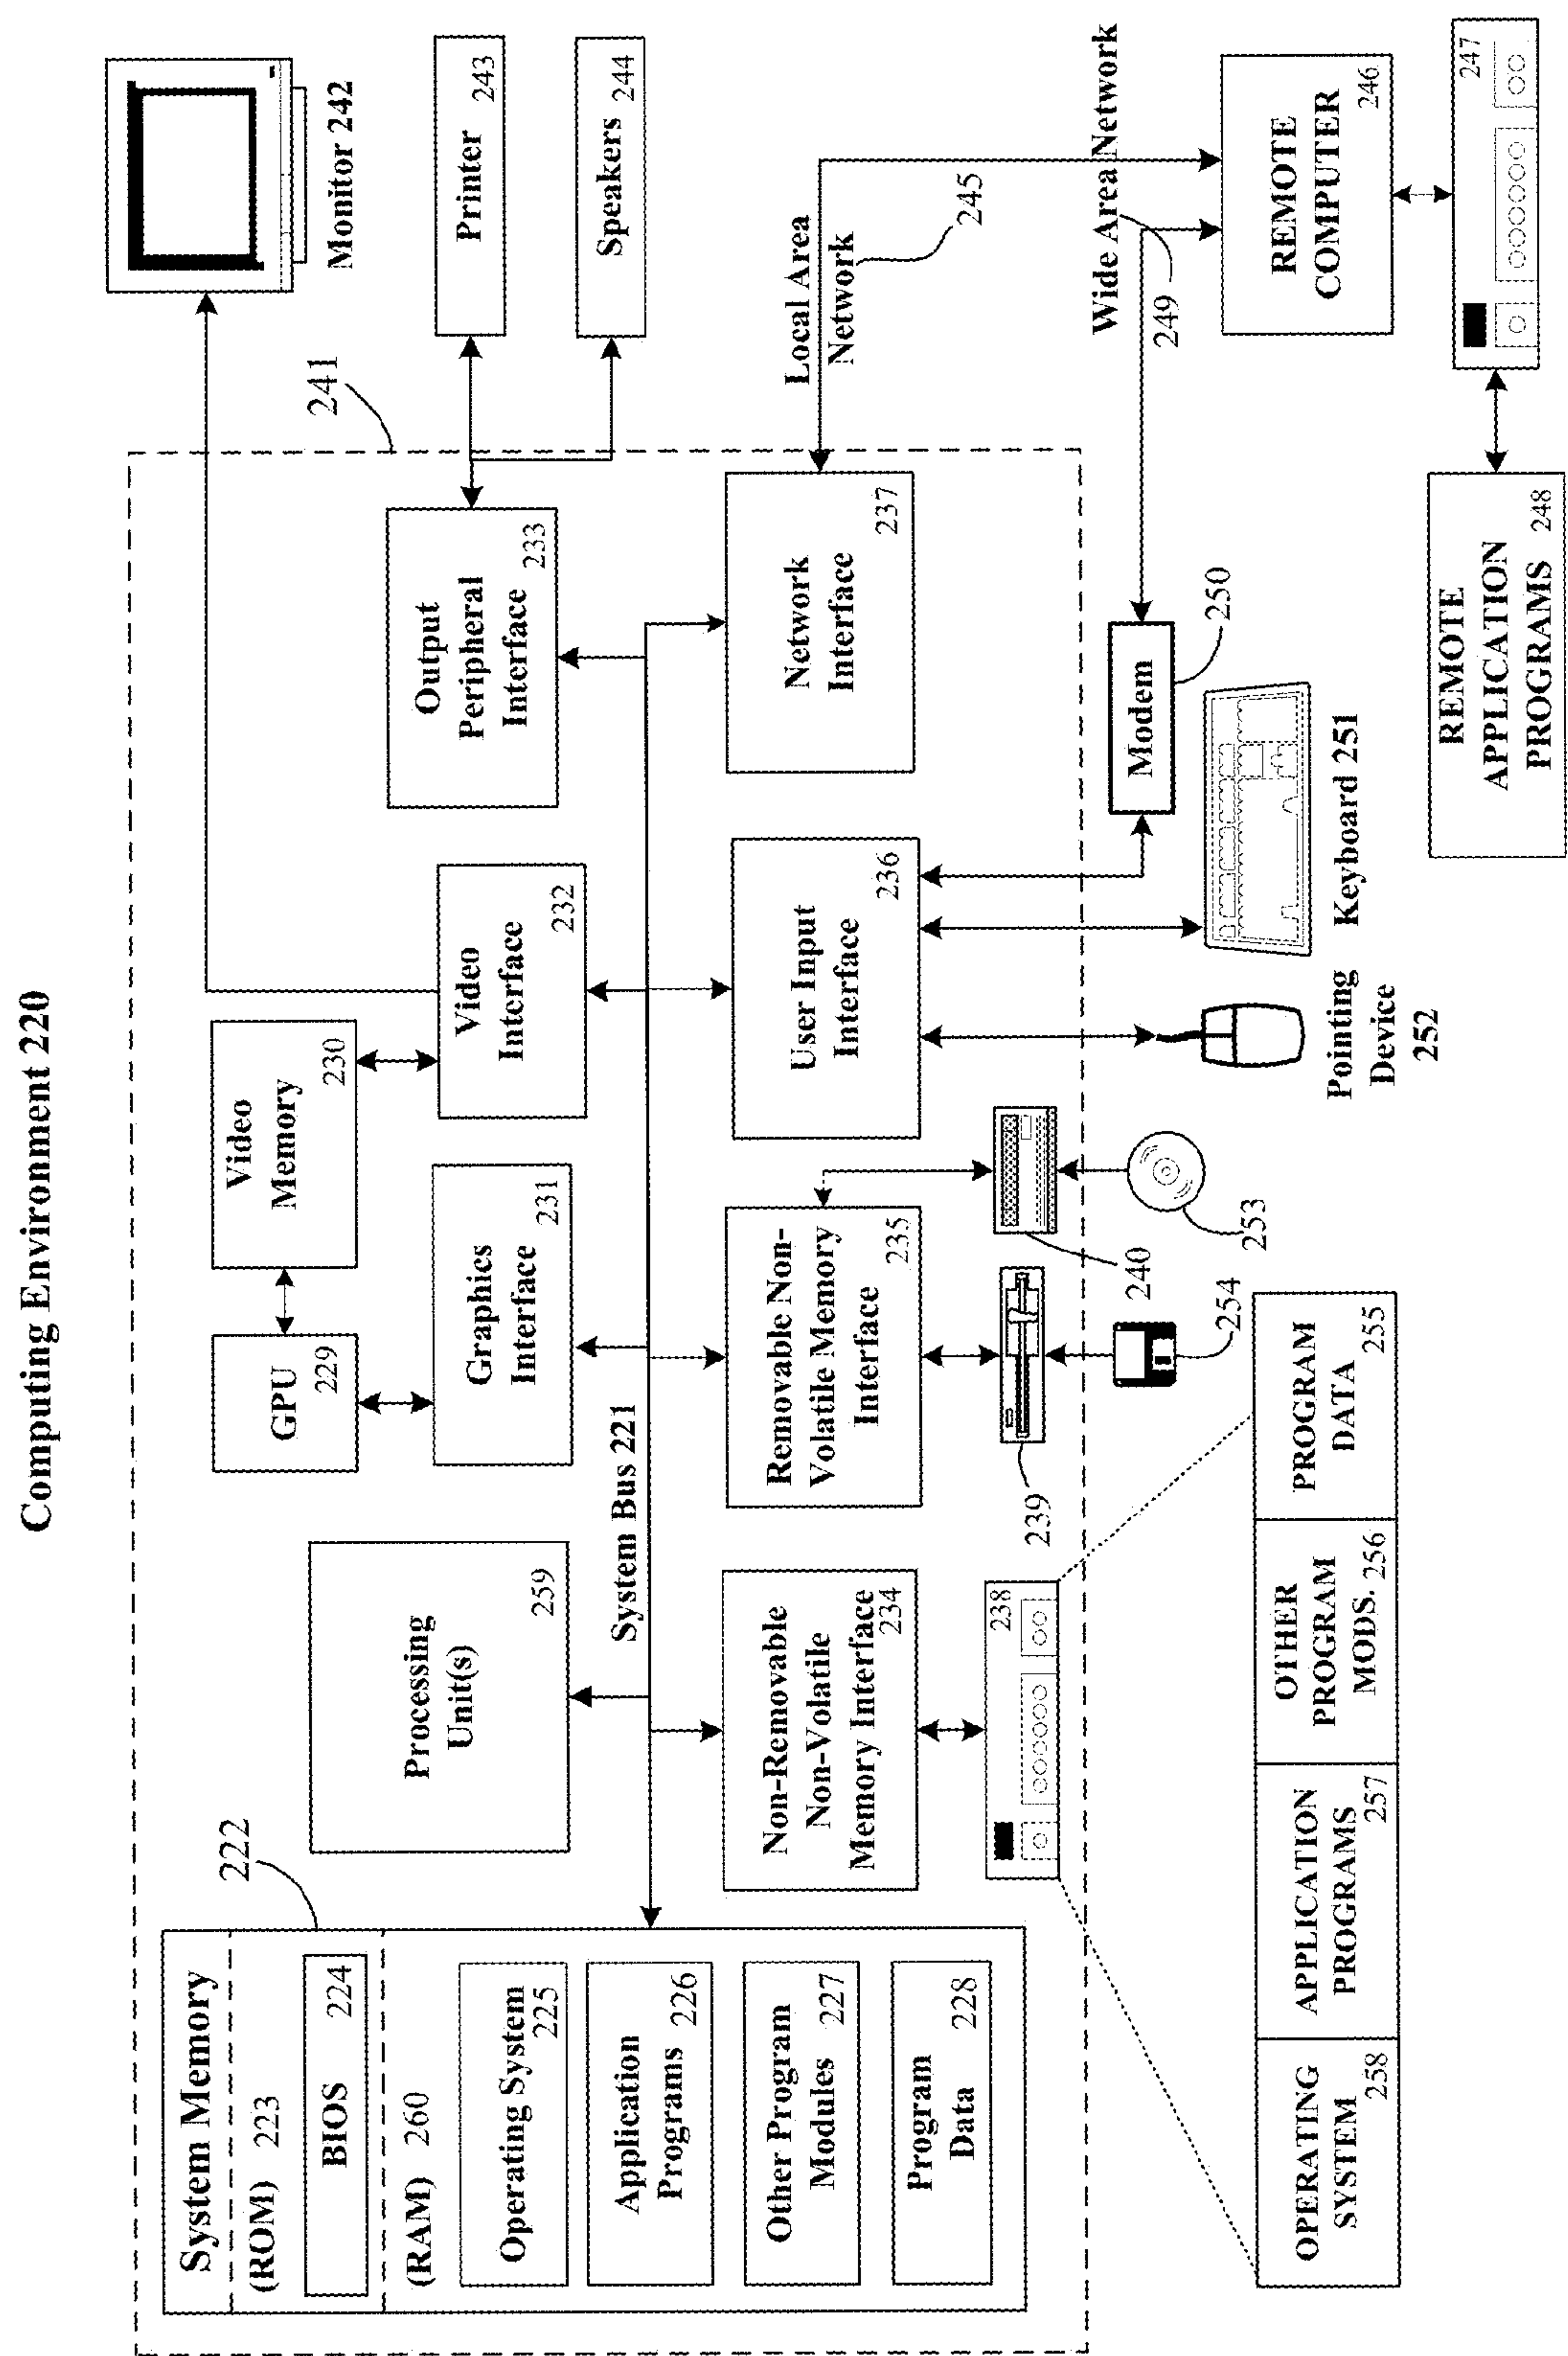 Computing Environment 220
System Memory
222
(ROM) 223
BIOS
224
(RAM) 260
Operating System
225
Application
Programs 226
Other Program
Modules 227
Program
Data
228
Processing
Unit(s)
259
GPU
229
Video
Memory
230
Graphics
Interface
231
Video
Interface
232
Output
Peripheral
Interface
233
241
Monitor 242
Printer
243
Speakers
244
System Bus 221
Non-Removable
Non-Volatile
Memory Interface
234
Removable Non-
Volatile Memory
Interface
235
User Input
Interface
236
Network
Interface
237
Local Area
Network
245
238
239
240
254
253
Pointing
Device
252
Keyboard 251
Modem
250
Wide Area Network
249
REMOTE
COMPUTER
246
247
REMOTE
APPLICATION
PROGRAMS
248
OPERATING
SYSTEM
258
APPLICATION
PROGRAMS
257
OTHER
PROGRAM
MODS.
256
PROGRAM
DATA
255